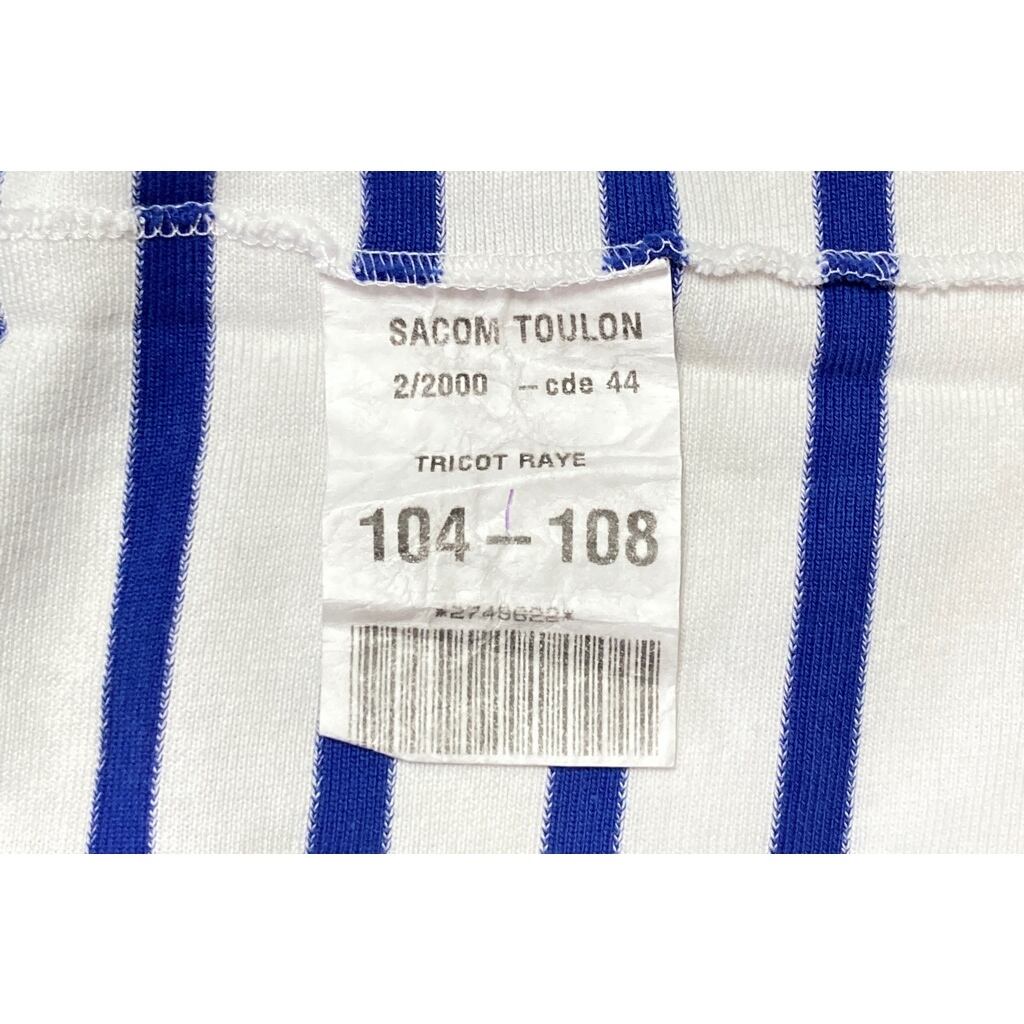 SACOM TOULON
2/2000 – cde 44
TRICOT RAYE
104 – 108